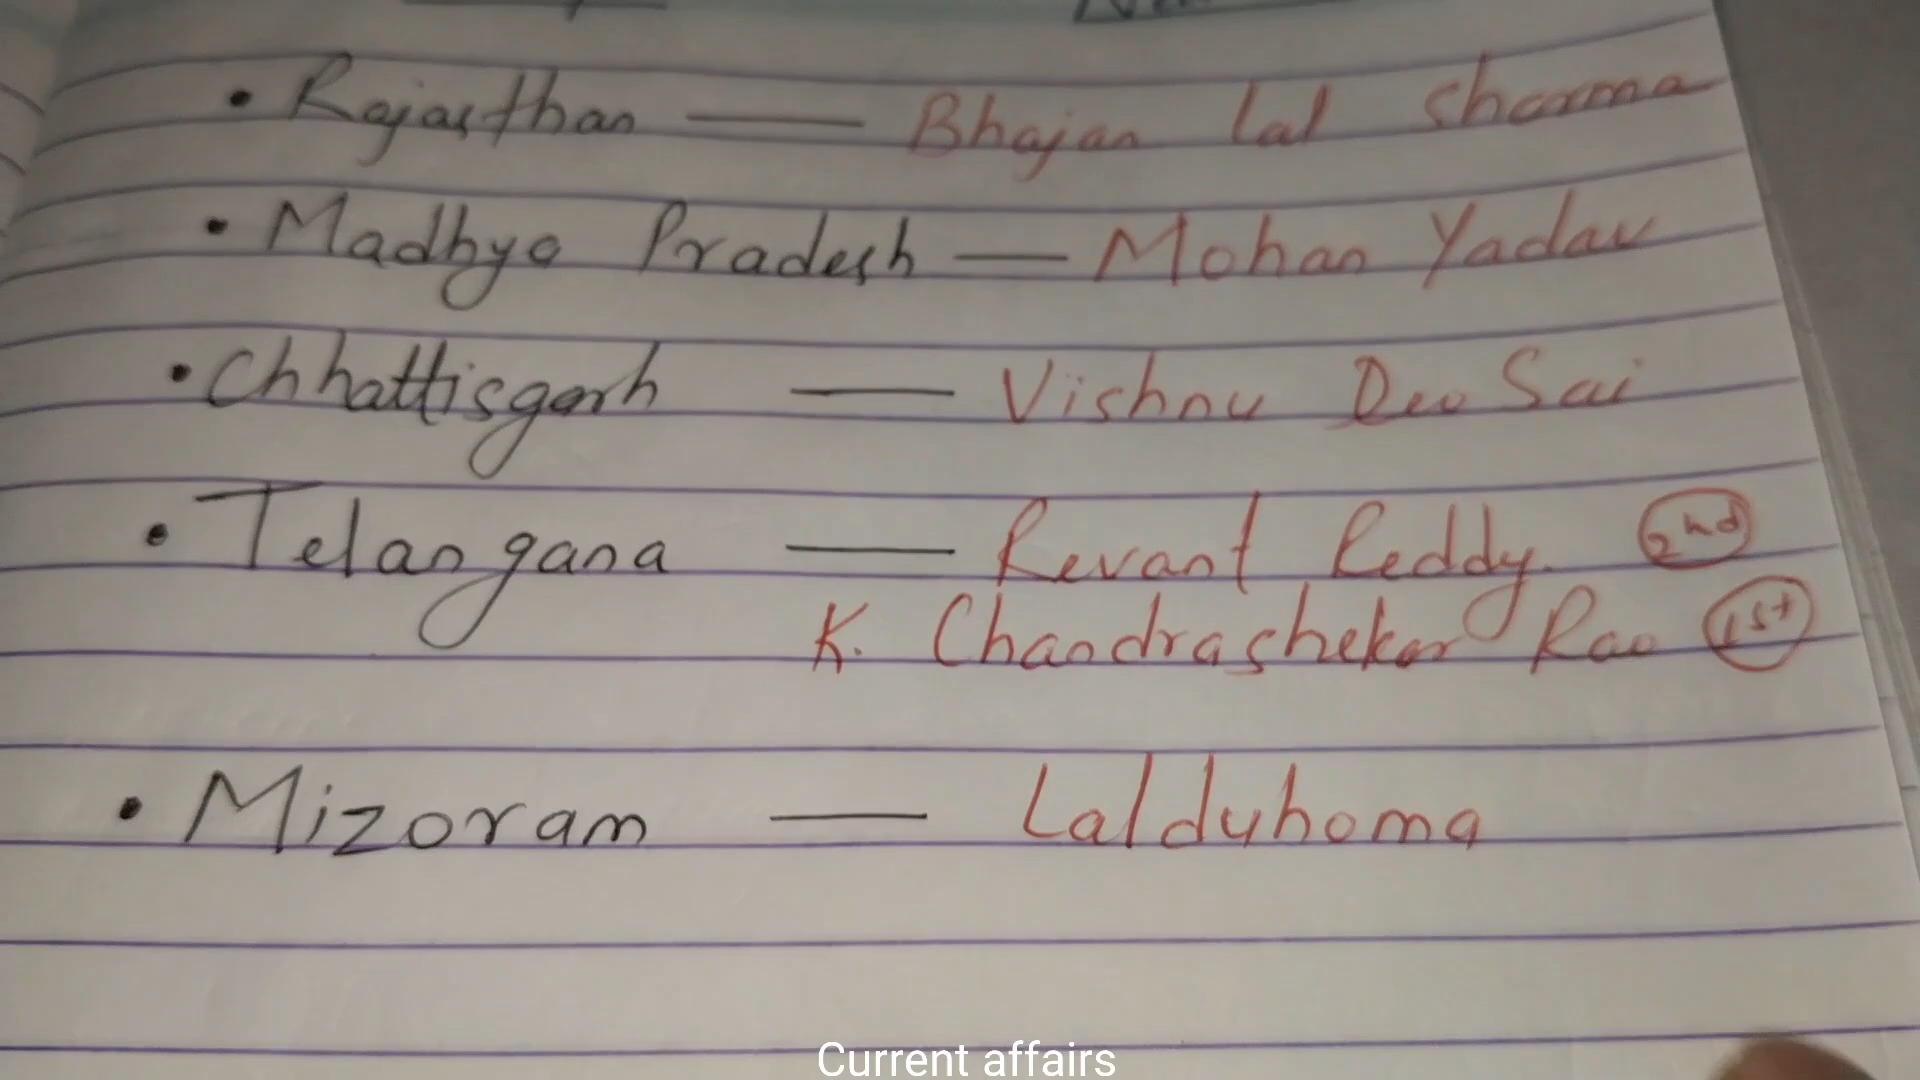 • Rajasthan — Bhajan lal Sharma
• Madhya Pradesh — Mohan Yadav
• Chhattisgarh — Vishnu Deo Sai
• Telangana — Revant Reddy. 2nd
K. Chandrashekar Rao 1st
• Mizoram — Lalduhoma
Current affairs